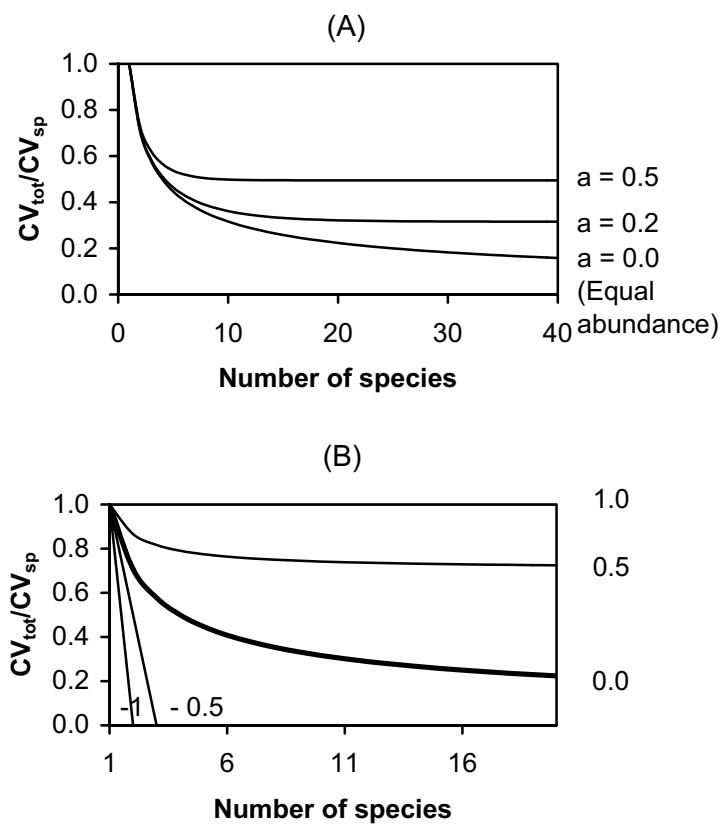 (A)
CVtot/CVsp
1.0
0.8
0.6
0.4
0.2
0.0
a = 0.5
a = 0.2
a = 0.0
(Equal
abundance)
0 10 20 30 40
Number of species
(B)
CVtot/CVsp
1.0
0.8
0.6
0.4
0.2
0.0
-1 - 0.5
1.0
0.5
0.0
1 6 11 16
Number of species